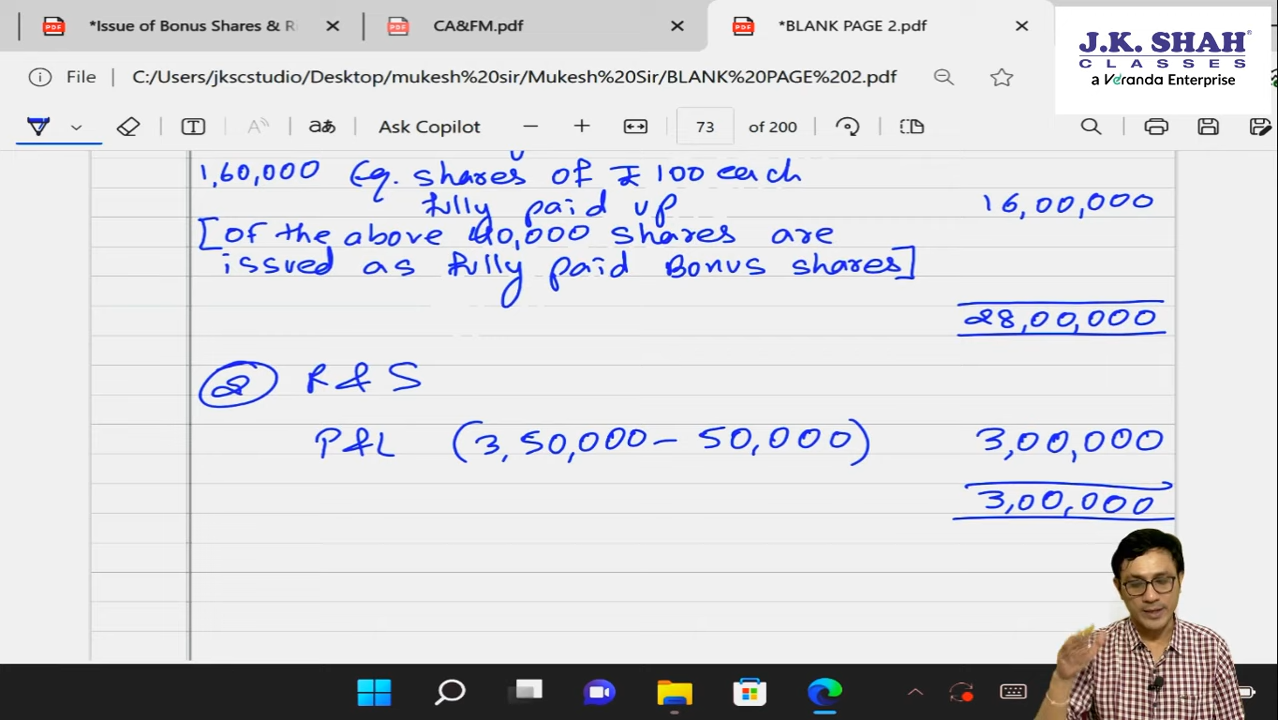 *Issue of Bonus Shares & R
CA&FM.pdf
*BLANK PAGE 2.pdf
J.K. SHAH®
CLASSES
a Veranda Enterprise
File
C:/Users/jkscstudio/Desktop/mukesh%20sir/Mukesh%20Sir/BLANK%20PAGE%202.pdf
Ask Copilot
73 of 200
1,60,000 Eq. shares of ₹ 100 each
fully paid up 16,00,000
[Of the above 40,000 shares are
issued as fully paid Bonus shares]
28,00,000
2 R & S
P&L (3,50,000 - 50,000) 3,00,000
3,00,000